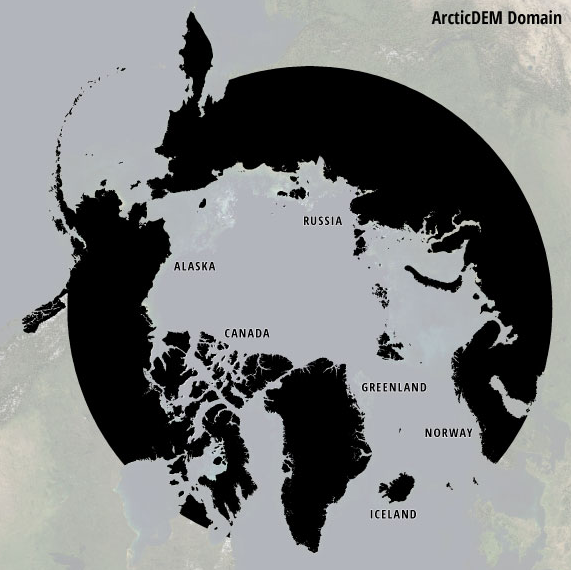 ArcticDEM Domain
RUSSIA
ALASKA
CANADA
GREENLAND
NORWAY
ICELAND